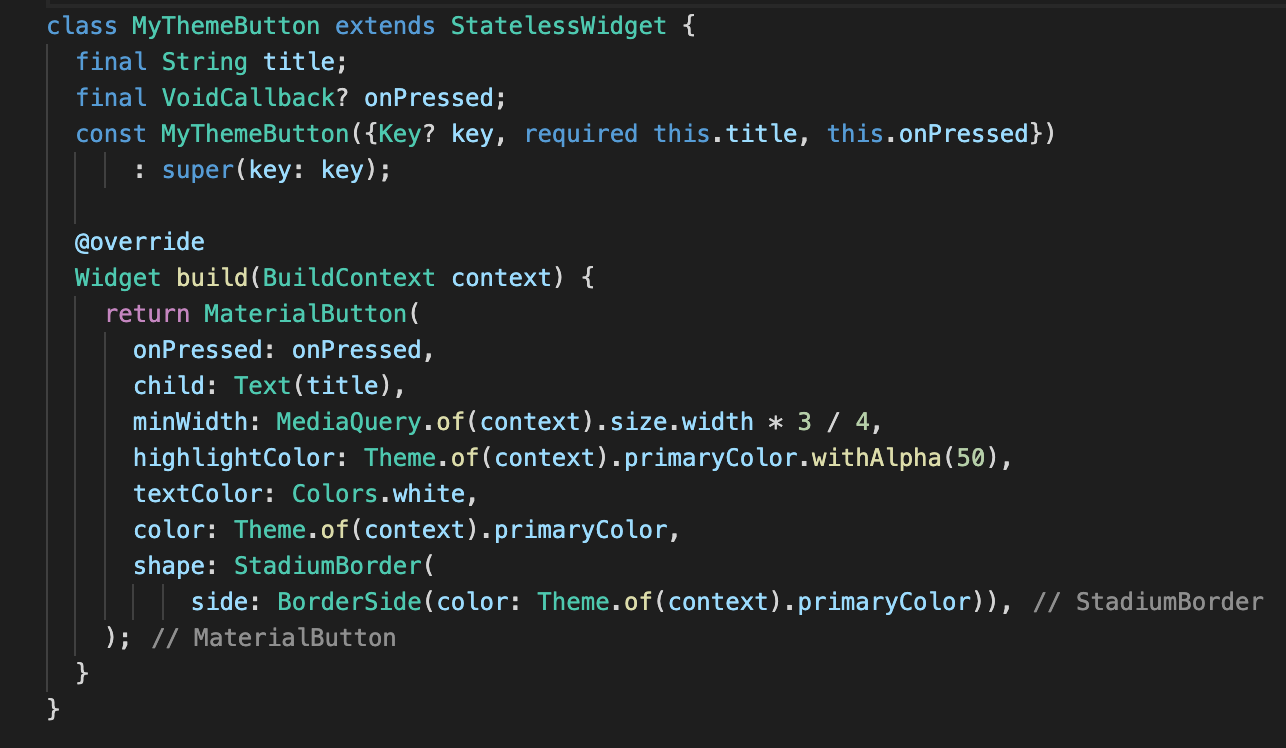 class MyThemeButton extends StatelessWidget {
  final String title;
  final VoidCallback? onPressed;
  const MyThemeButton({Key? key, required this.title, this.onPressed})
      : super(key: key);

  @override
  Widget build(BuildContext context) {
    return MaterialButton(
      onPressed: onPressed,
      child: Text(title),
      minWidth: MediaQuery.of(context).size.width * 3 / 4,
      highlightColor: Theme.of(context).primaryColor.withAlpha(50),
      textColor: Colors.white,
      color: Theme.of(context).primaryColor,
      shape: StadiumBorder(
          side: BorderSide(color: Theme.of(context).primaryColor)), // StadiumBorder
    ); // MaterialButton
  }
}